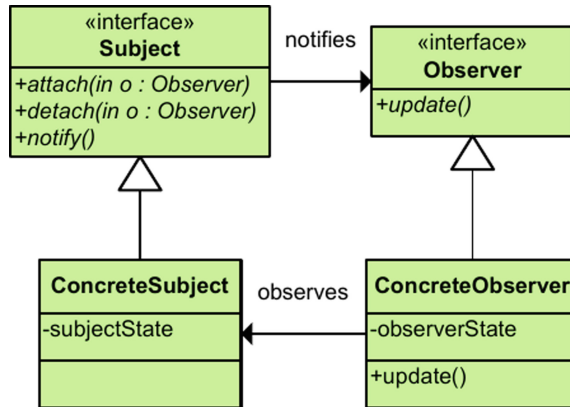 «interface»
Subject
+attach(in o : Observer)
+detach(in o : Observer)
+notify()
notifies
«interface»
Observer
+update()
ConcreteSubject
-subjectState
observes
ConcreteObserver
-observerState
+update()